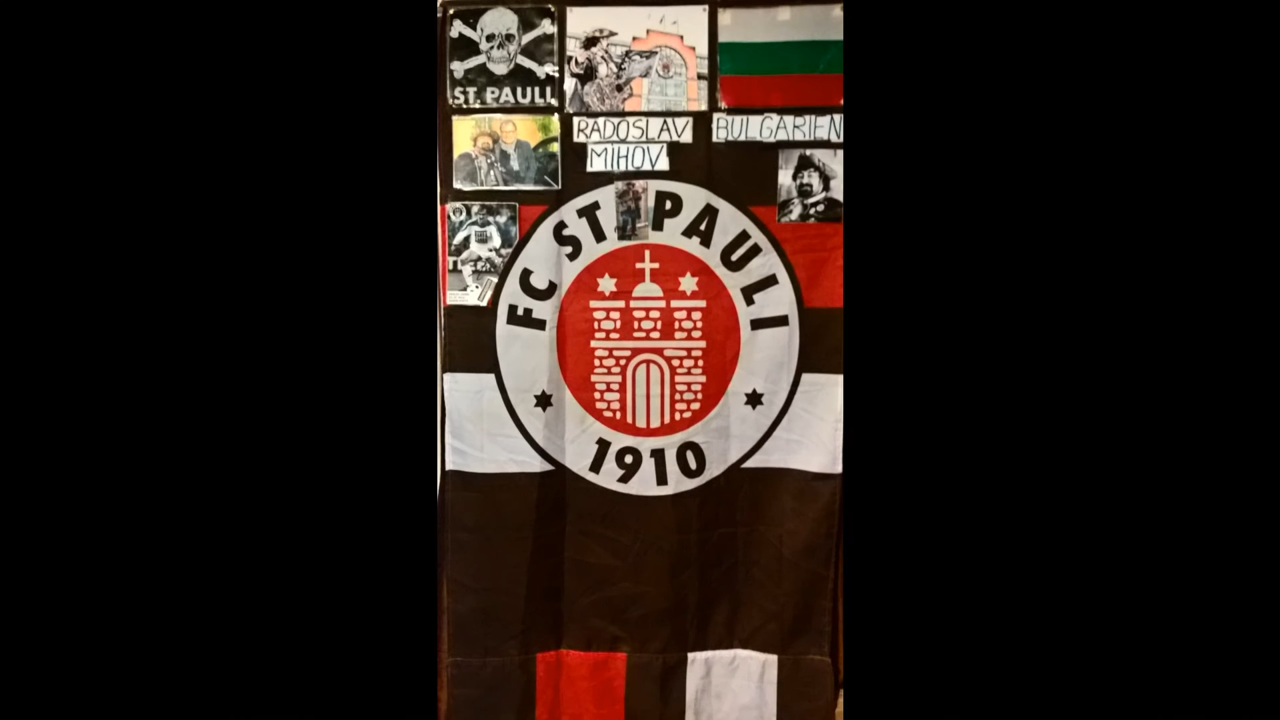 ST. PAULI
RADOSLAV
MIHOV
BULGARIEN
FC ST. PAULI
1910